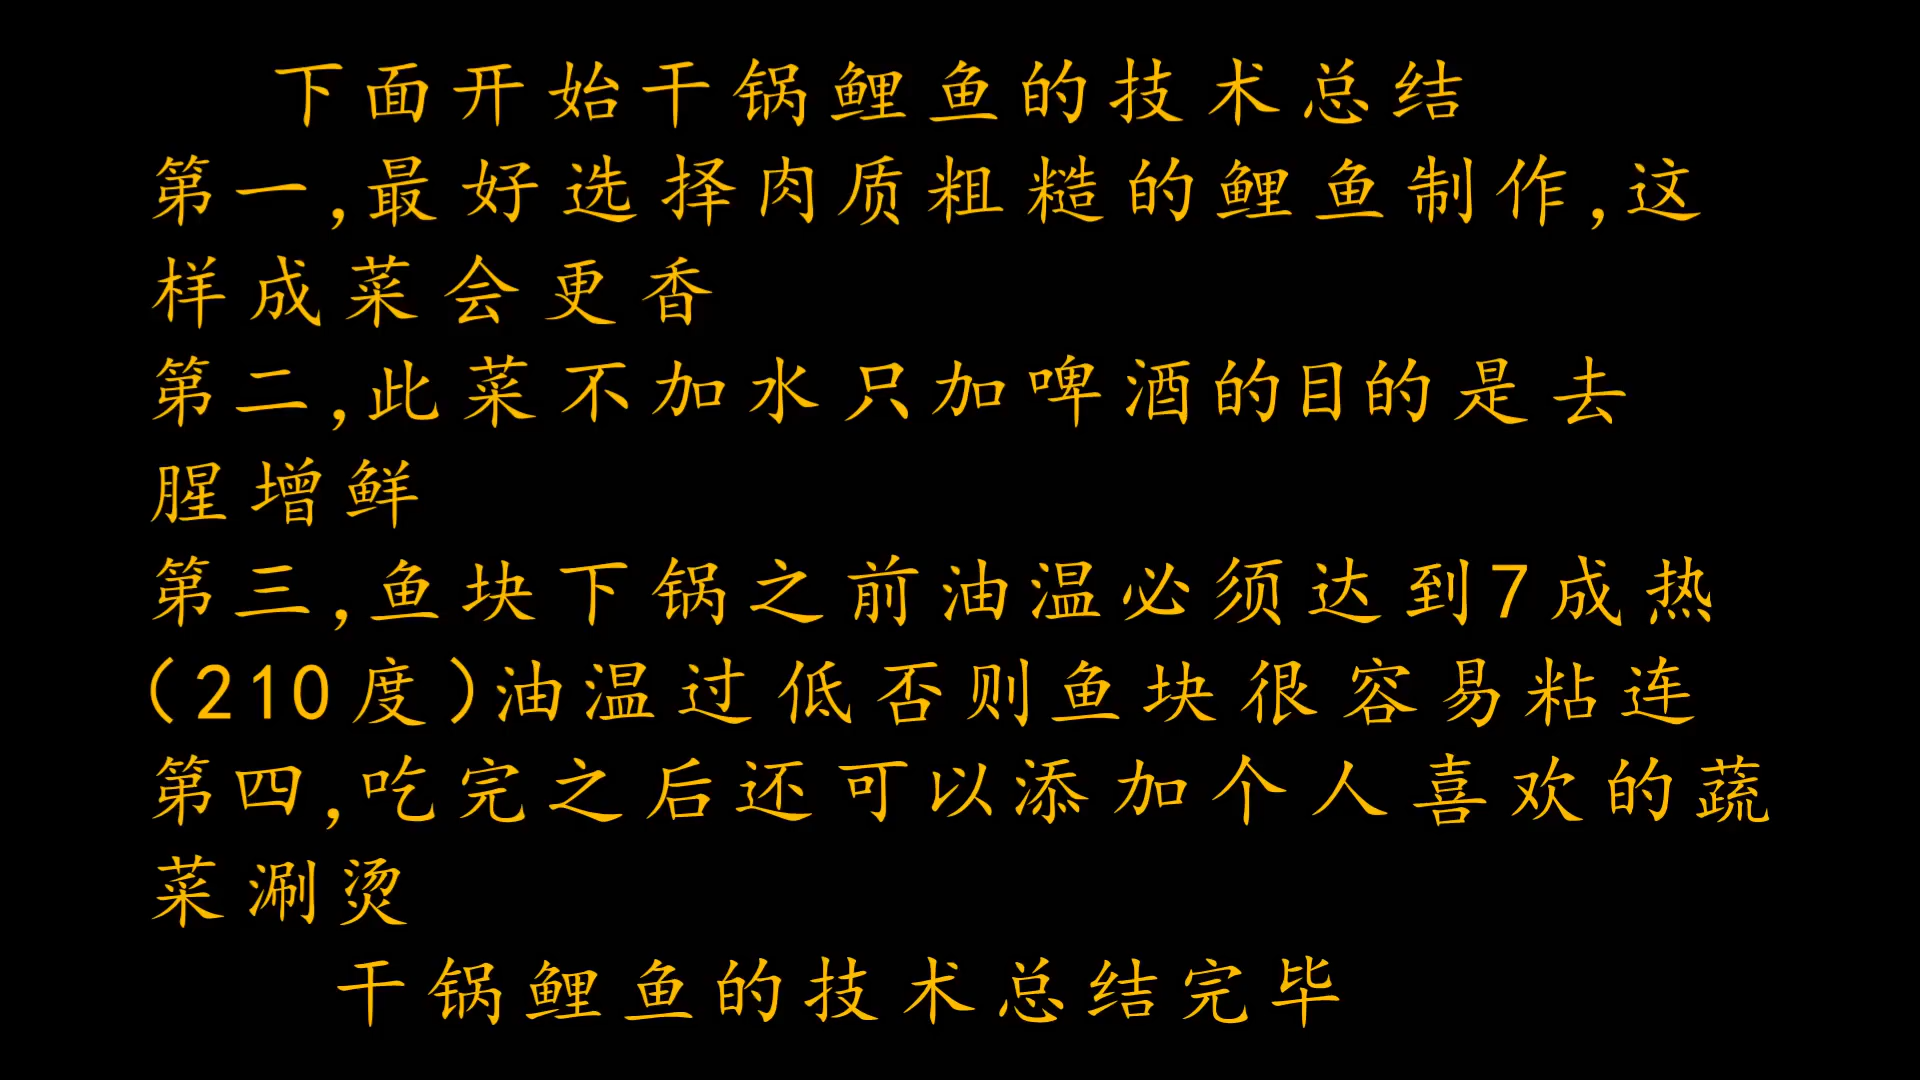 下面开始干锅鲤鱼的技术总结
第一,最好选择肉质粗糙的鲤鱼制作,这
样成菜会更香
第二,此菜不加水只加啤酒的目的是去
腥增鲜
第三,鱼块下锅之前油温必须达到7成热
(210度)油温过低否则鱼块很容易粘连
第四,吃完之后还可以添加个人喜欢的蔬
菜涮烫
干锅鲤鱼的技术总结完毕